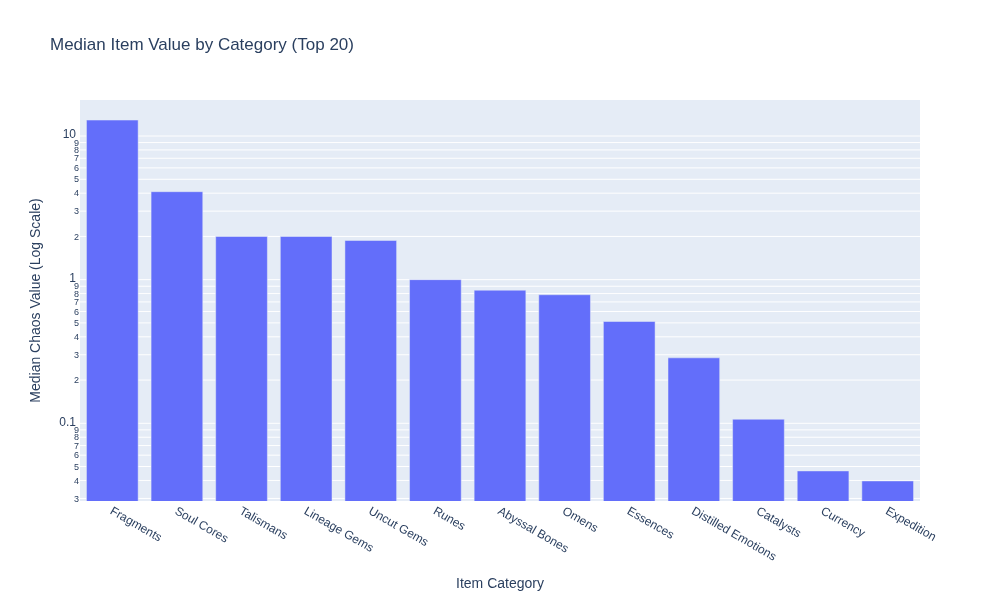 Median Item Value by Category (Top 20)
Median Chaos Value (Log Scale)
10
9
8
7
6
5
4
3
2
1
9
8
7
6
5
4
3
2
0.1
9
8
7
6
5
4
3
Fragments
Soul Cores
Talismans
Lineage Gems
Uncut Gems
Runes
Abyssal Bones
Omens
Essences
Distilled Emotions
Catalysts
Currency
Expedition
Item Category